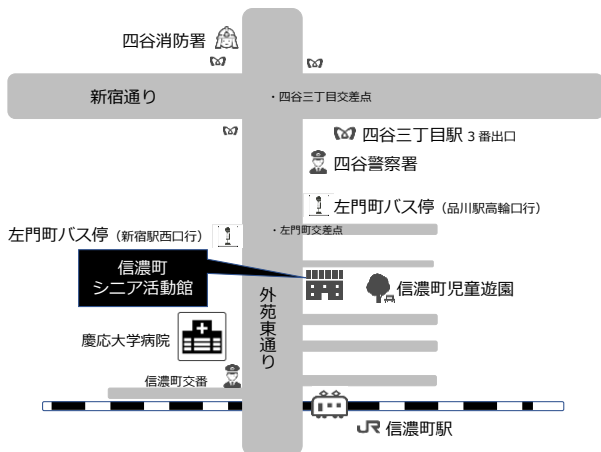 四谷消防署
新宿通り
・四谷三丁目交差点
四谷三丁目駅 3番出口
四谷警察署
左門町バス停（品川駅高輪口行）
左門町バス停（新宿駅西口行）
・左門町交差点
信濃町
シニア活動館
外苑東通り
信濃町児童遊園
慶応大学病院
信濃町交番
JR 信濃町駅